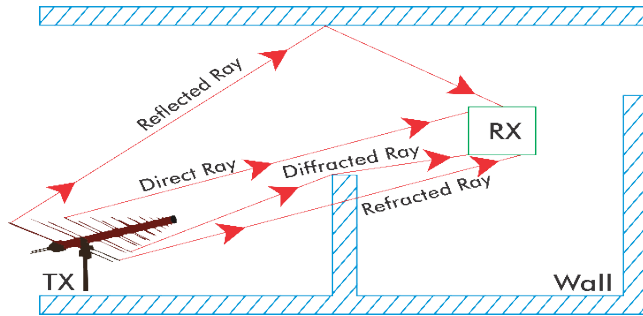 Reflected Ray
RX
Direct Ray
Diffracted Ray
Refracted Ray
TX
Wall